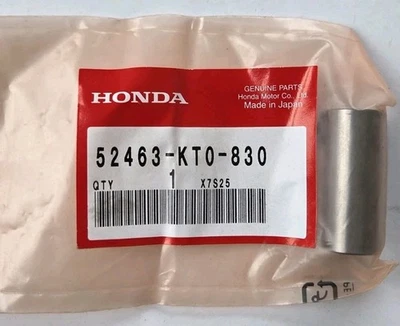 HONDA
GENUINE PARTS
Honda Motor Co., Ltd.
Made in Japan
52463-KT0-830
QTY 1 X7S25